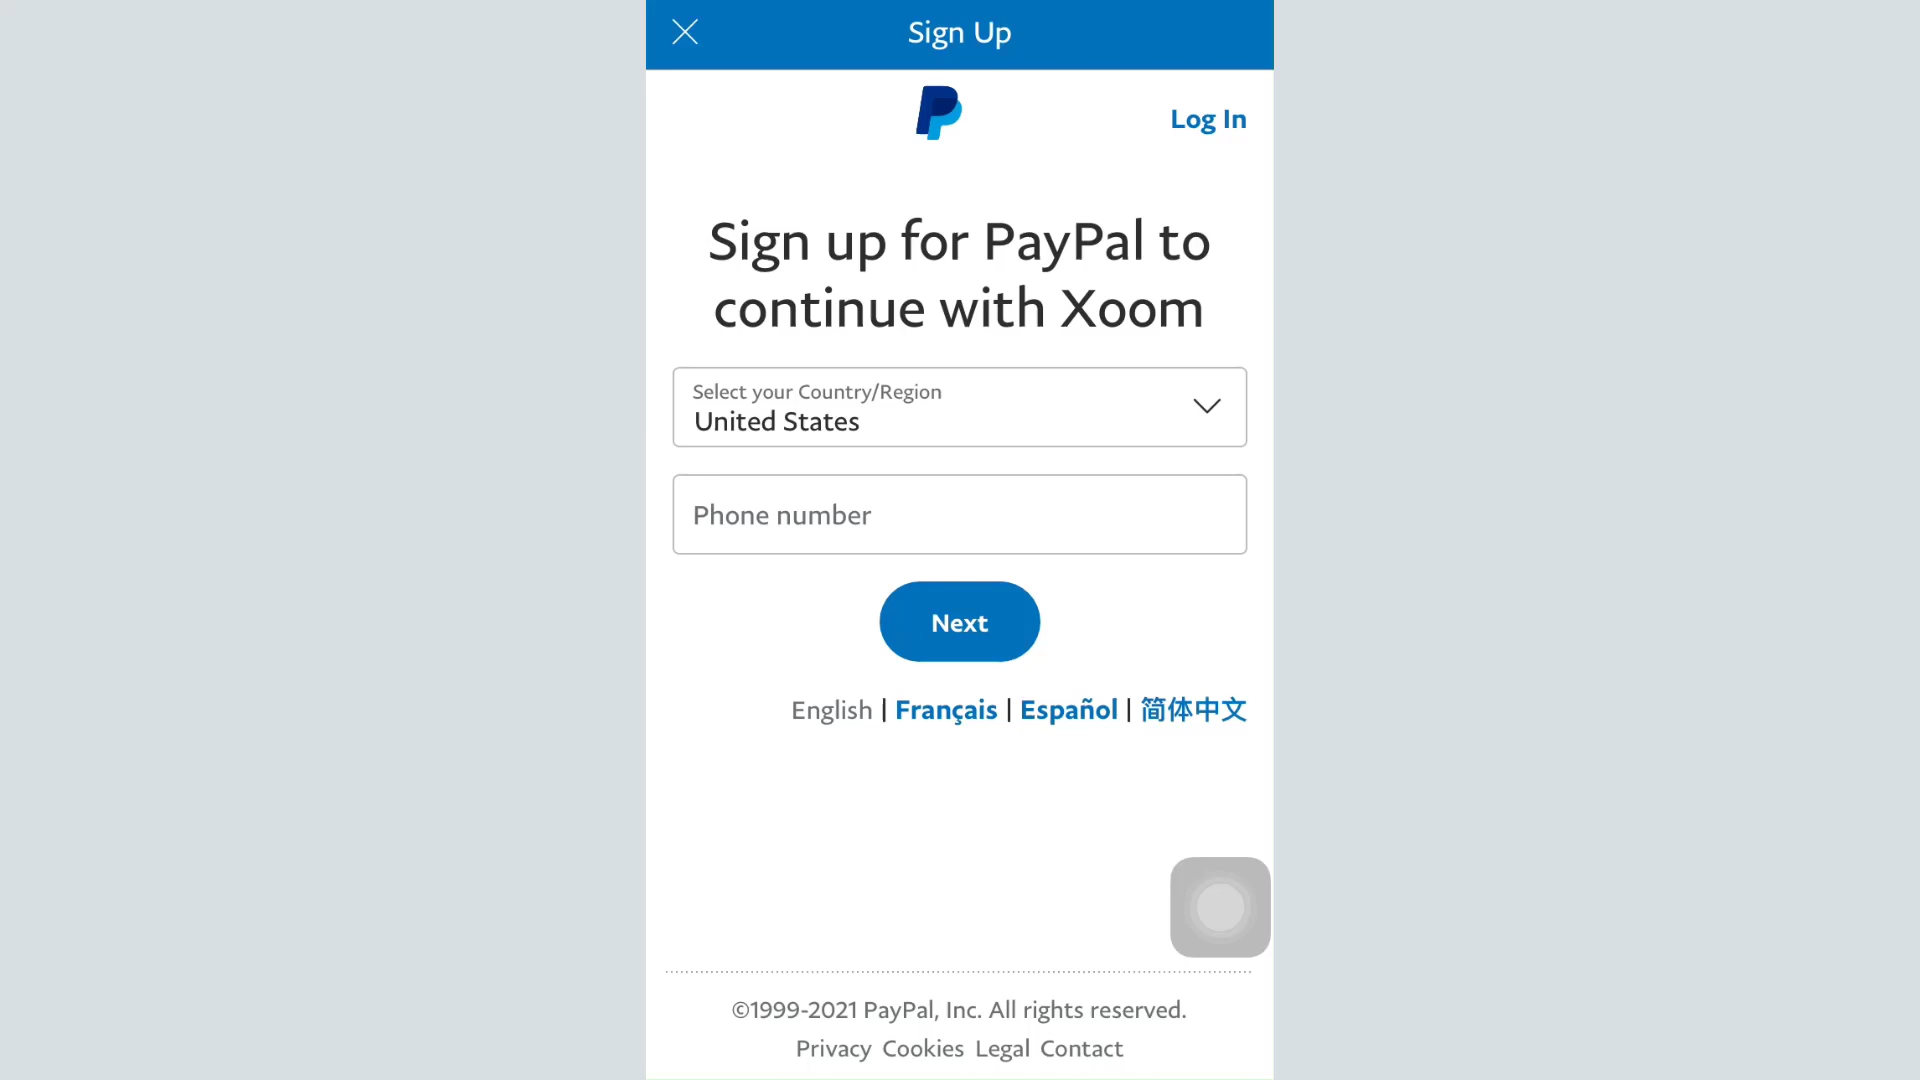 Sign Up
Log In
Sign up for PayPal to
continue with Xoom
Select your Country/Region
United States
Phone number
Next
English | Français | Español | 简体中文
©1999-2021 PayPal, Inc. All rights reserved.
Privacy Cookies Legal Contact